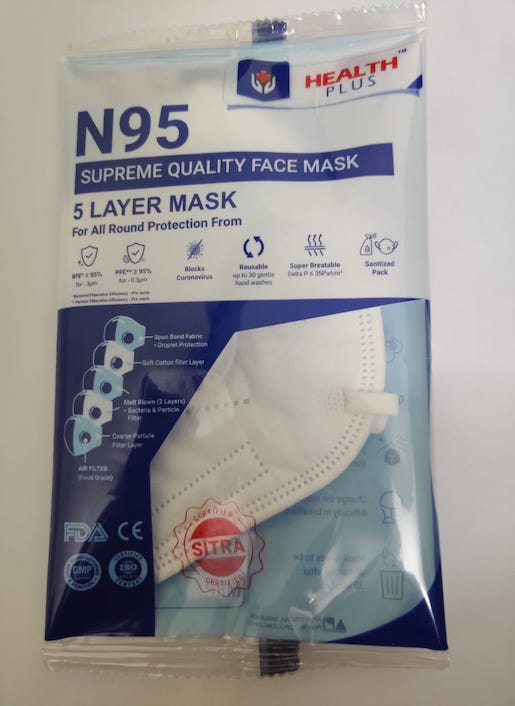 HEALTH™
PLUS
N95
SUPREME QUALITY FACE MASK
5 LAYER MASK
For All Round Protection From
BFE* ≥ 95%
for - 3µm
PFE** ≥ 95%
for - 0.3µm
Blocks
Coronavirus
Reusable
up to 30 gentle
hand washes
Super Breatable
Delta P ≤ 35Pa/cm²
Sanitized
Pack
*Bacterial Filteration Efficiency - Pre wash
**Particle Filteration Efficiency - Pre wash
Spun Bond Fabric
• Droplet Protection
Soft Cotton filter Layer
Melt Blown (2 Layers)
• Bacteria & Particle
Filter
Coarse Particle
Filter Layer
AIR FILTER
(Food Grade)
FDA CE
GMP
CERTIFIED
ISO
CERTIFIED
SITRA
CERTIFIED